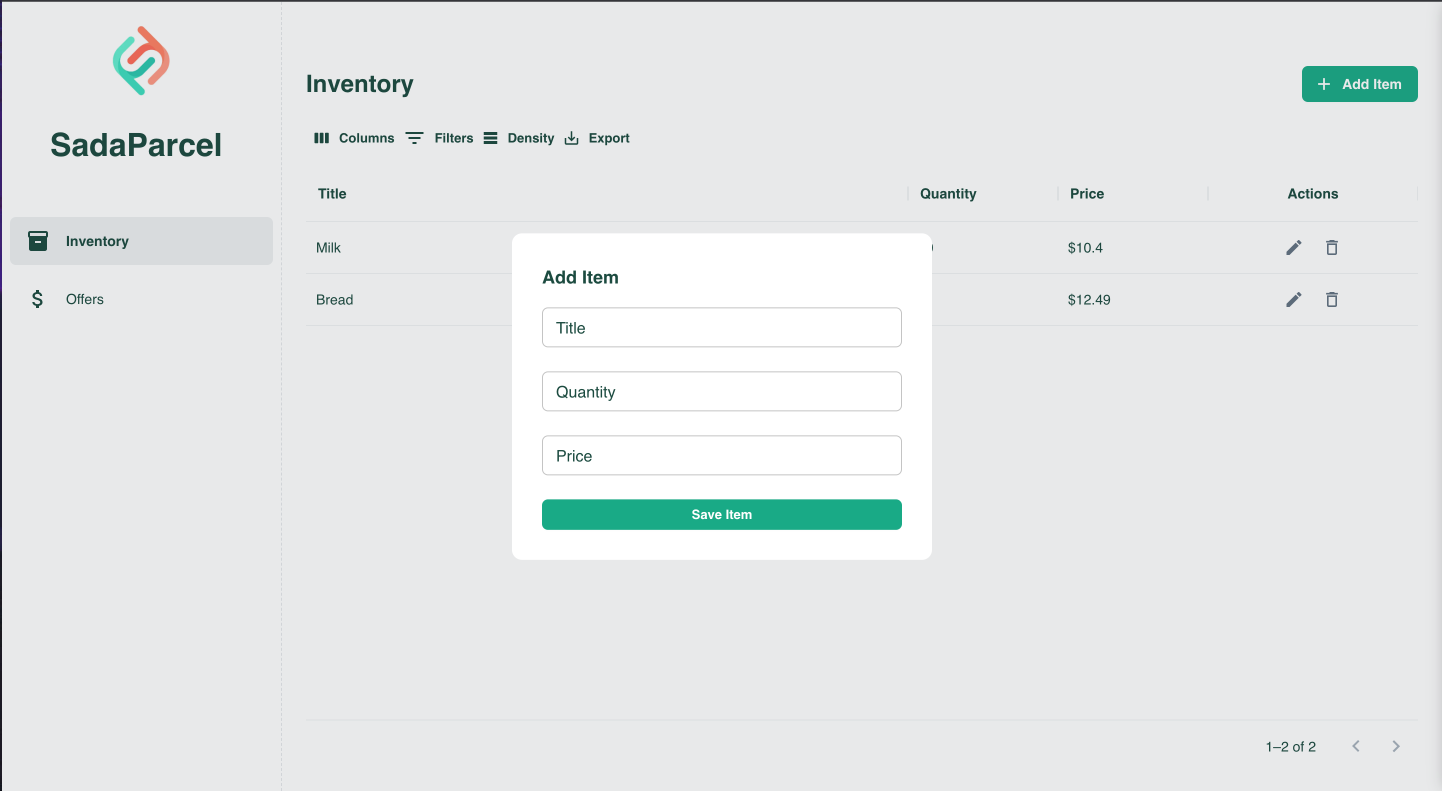 SadaParcel
Inventory
Offers
Inventory
Add Item
Columns Filters Density Export
Title Quantity Price Actions
Milk $10.4
Bread $12.49
Add Item
Title
Quantity
Price
Save Item
1–2 of 2